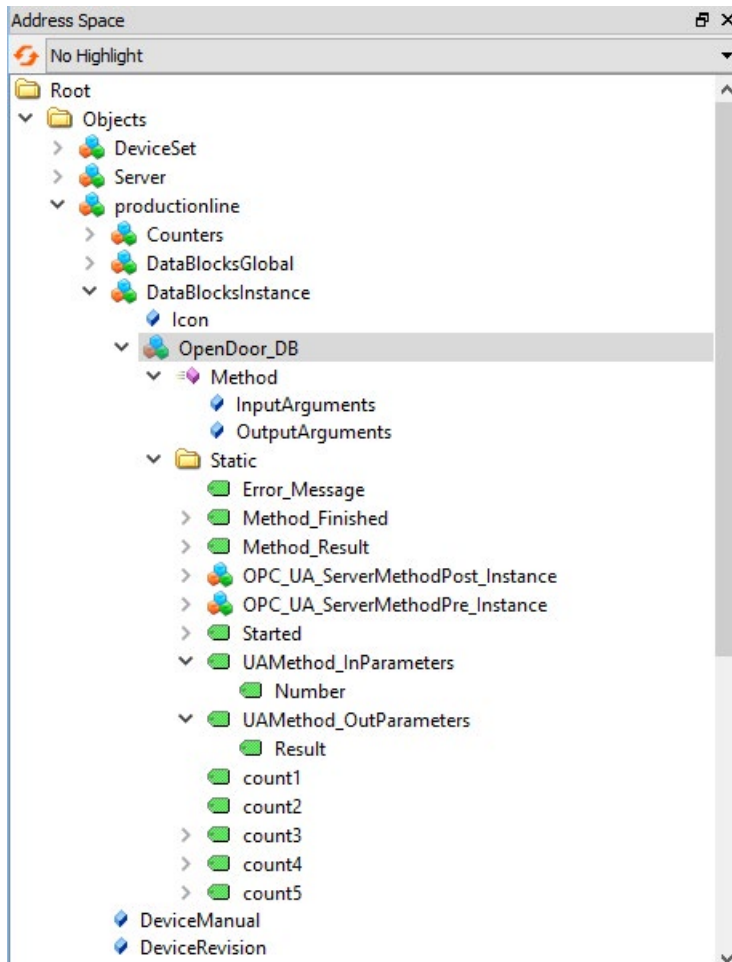 Address Space
No Highlight
Root
Objects
DeviceSet
Server
productionline
Counters
DataBlocksGlobal
DataBlocksInstance
Icon
OpenDoor_DB
Method
InputArguments
OutputArguments
Static
Error_Message
Method_Finished
Method_Result
OPC_UA_ServerMethodPost_Instance
OPC_UA_ServerMethodPre_Instance
Started
UAMethod_InParameters
Number
UAMethod_OutParameters
Result
count1
count2
count3
count4
count5
DeviceManual
DeviceRevision